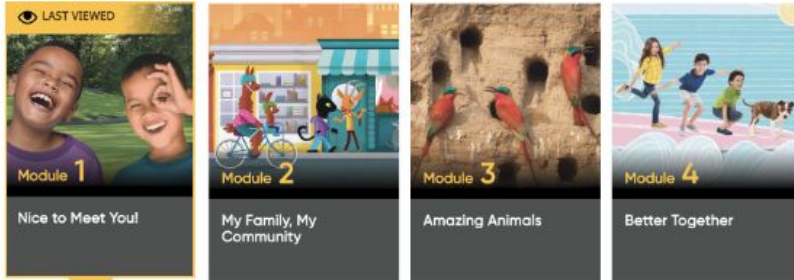 LAST VIEWED
Module 1
Nice to Meet You!
Module 2
My Family, My
Community
Module 3
Amazing Animals
Module 4
Better Together